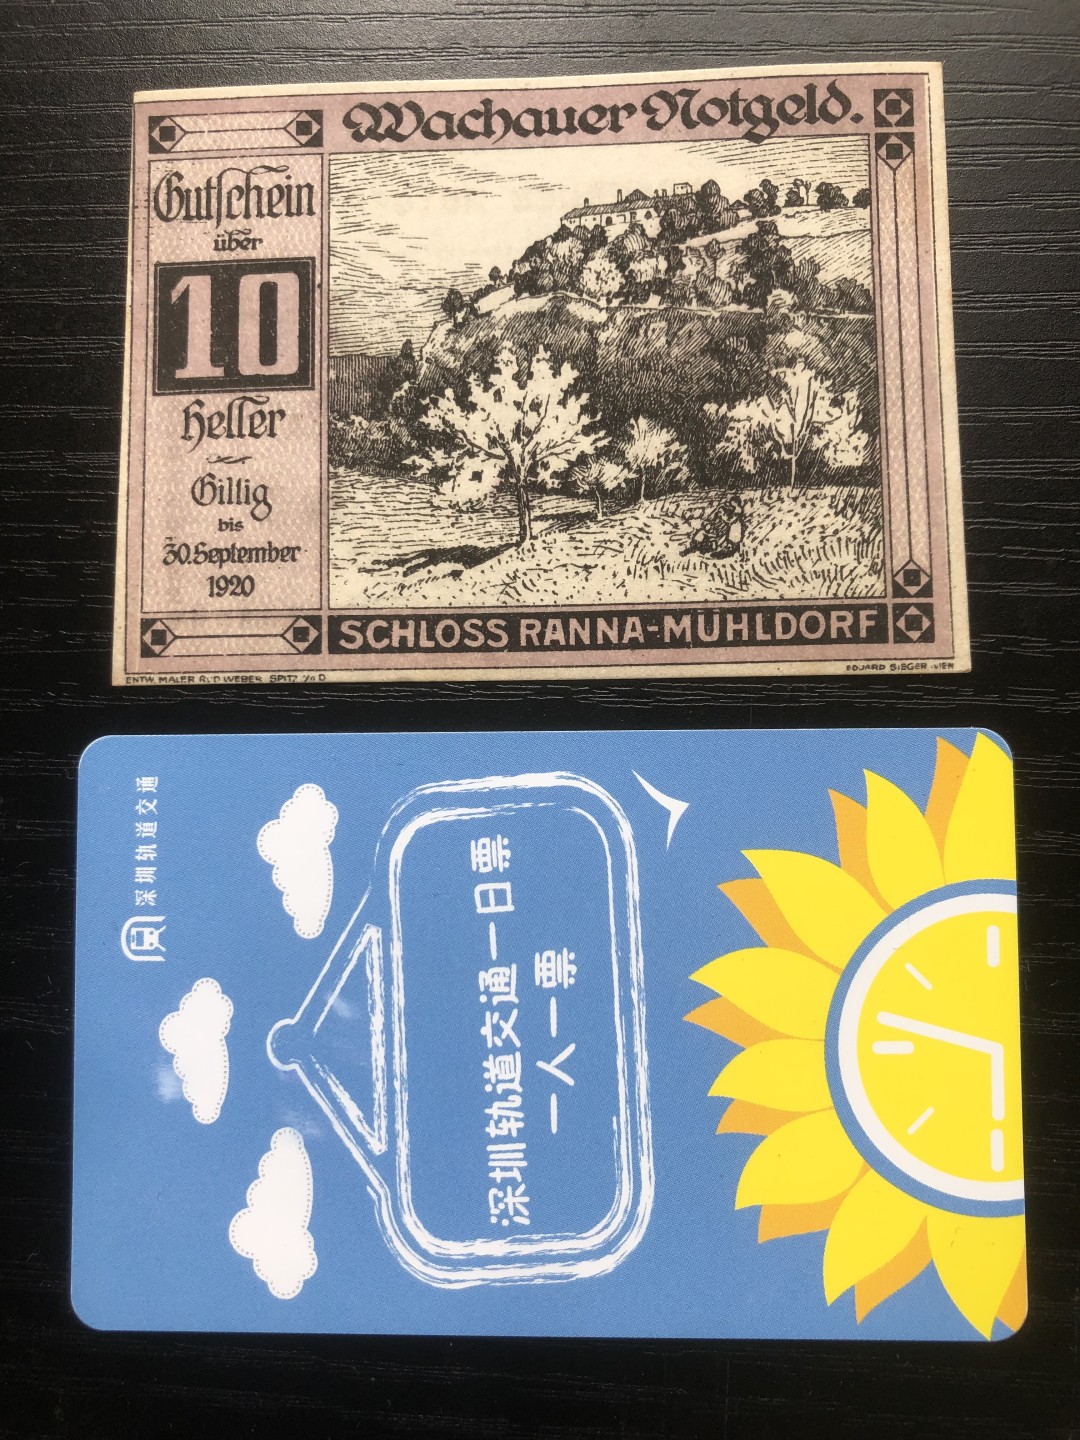 Wachauer Notgeld.
Gutschein
über
10
Heller
Giltig
bis
30. September
1920
SCHLOSS RANNA-MÜHLDORF
ENTW. MALER RUD. WEBER, SPITZ a/D
EDUARD SIEGER WIEN
深圳轨道交通
深圳轨道交通一日票
一人一票